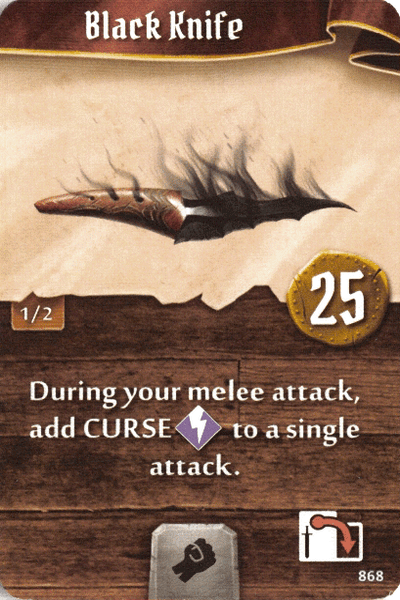 Black Knife
25
1/2
During your melee attack,
add CURSE to a single
attack.
868